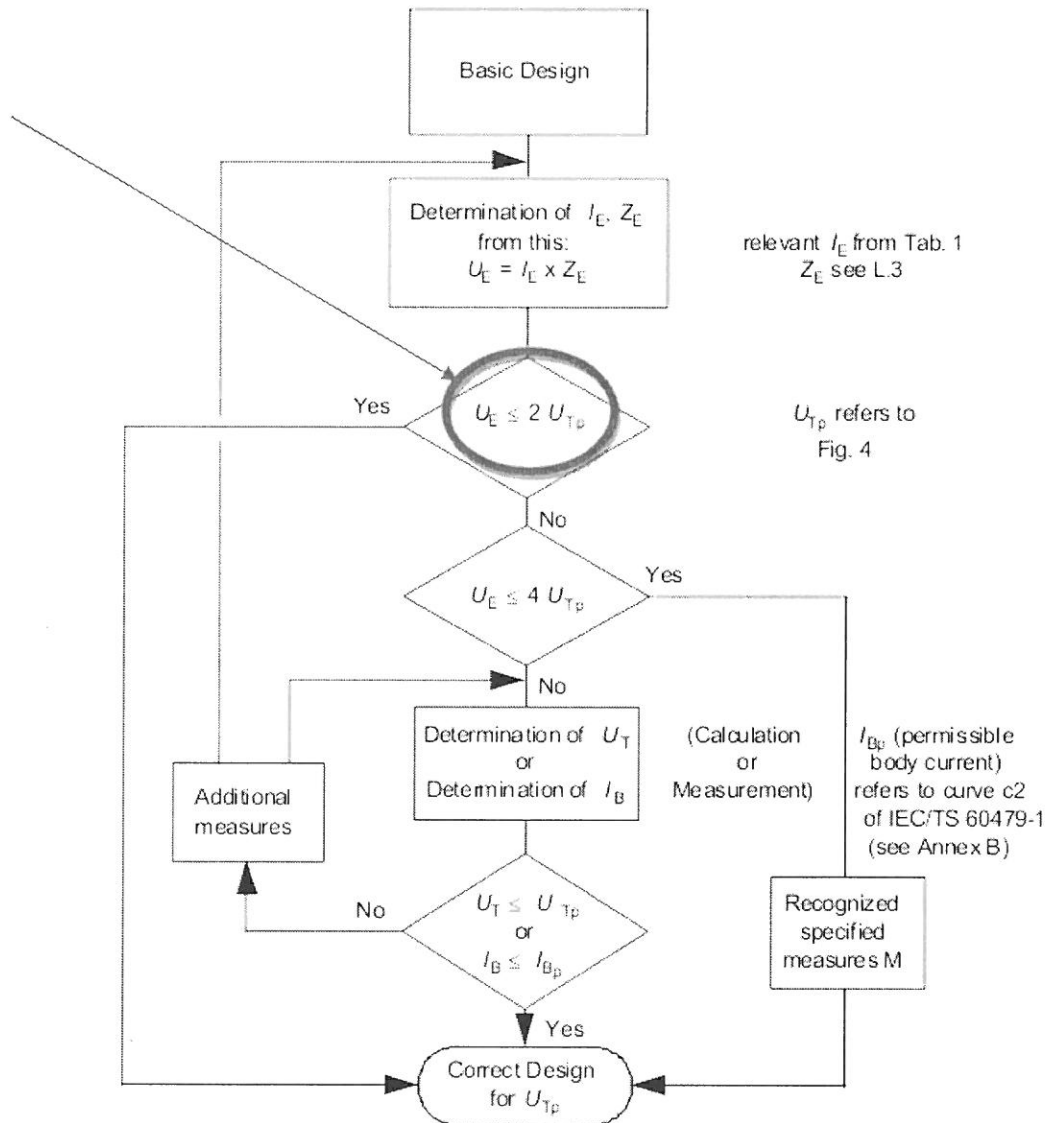 Basic Design
Determination of I_E, Z_E
from this:
U_E = I_E x Z_E
relevant I_E from Tab. 1
Z_E see L.3
Yes
U_E ≤ 2 U_Tp
U_Tp refers to
Fig. 4
No
U_E ≤ 4 U_Tp
Yes
No
Determination of U_T
or
Determination of I_B
(Calculation
or
Measurement)
I_Bp (permissible
body current)
refers to curve c2
of IEC/TS 60479-1
(see Annex B)
Additional
measures
No
U_T ≤ U_Tp
or
I_B ≤ I_Bp
Recognized
specified
measures M
Yes
Correct Design
for U_Tp